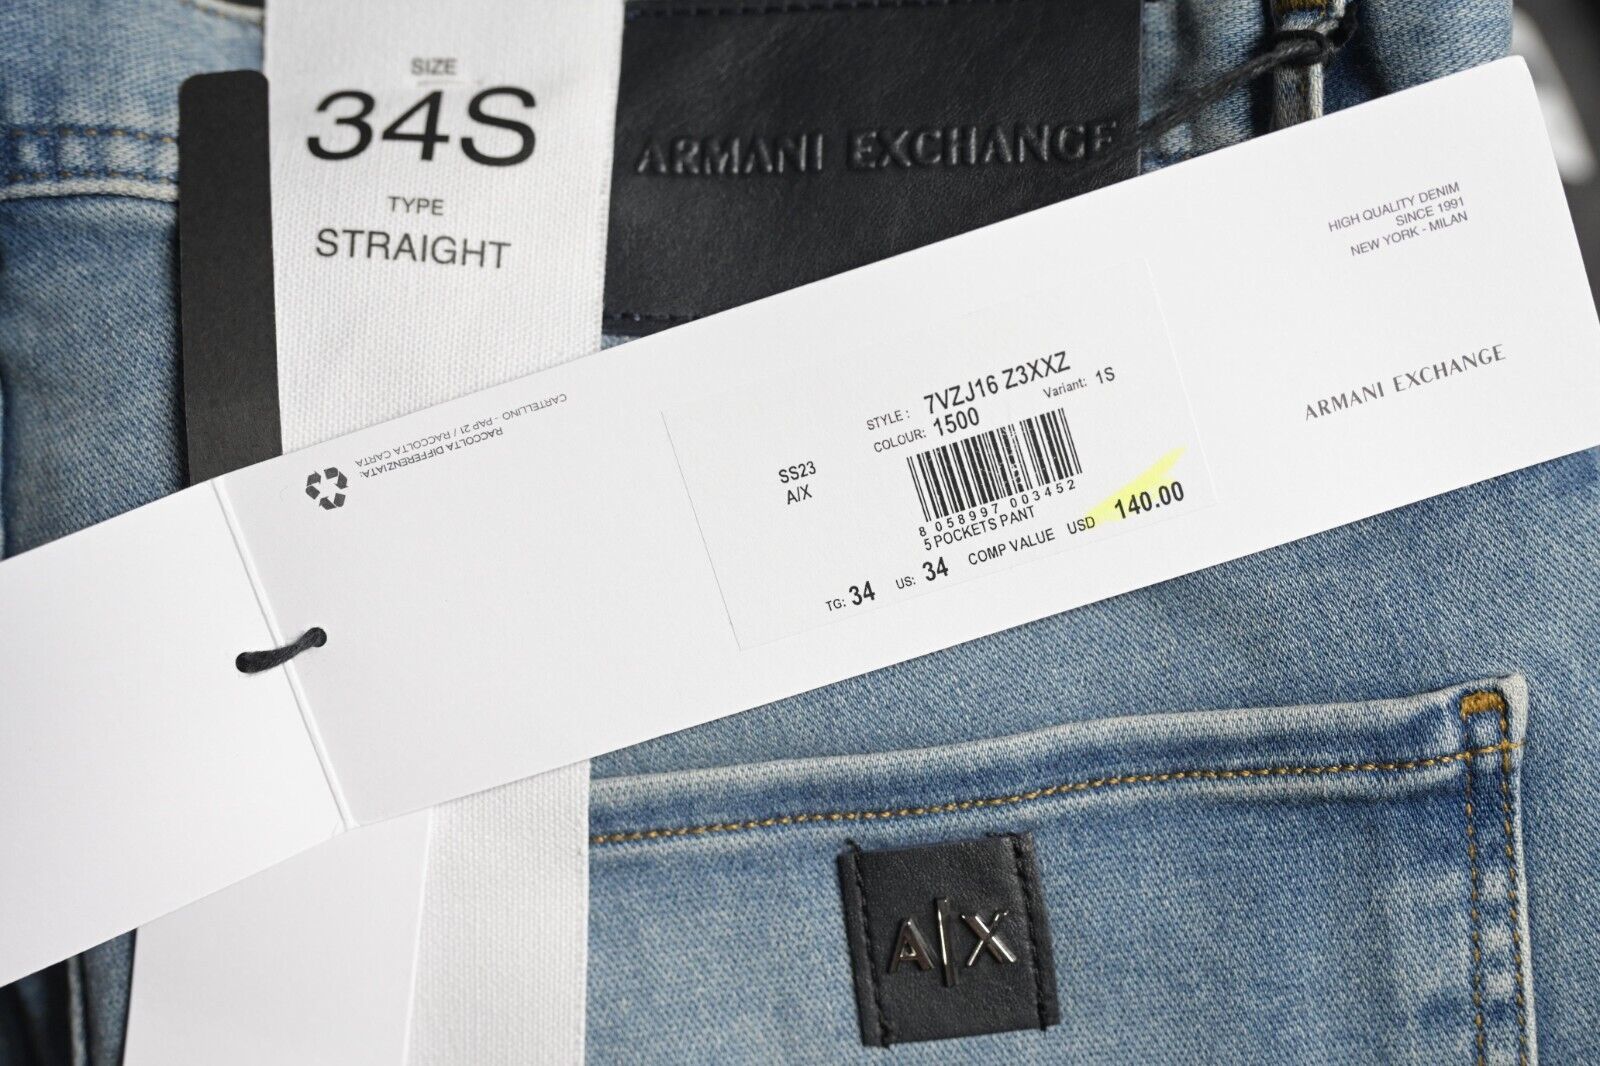 SIZE
34S
TYPE
STRAIGHT
ARMANI EXCHANGE
HIGH QUALITY DENIM
SINCE 1991
NEW YORK - MILAN
ARMANI EXCHANGE
STYLE : 7VZJ16 Z3XXZ
COLOUR: 1500 Variant: 1S
SS23
A/X
8 058997 003452
5 POCKETS PANT
TG: 34 US: 34 COMP VALUE USD 140.00
RACCOLTA DIFFERENZIATA:
CARTELLINO - PAP 21 / RACCOLTA CARTA
A|X